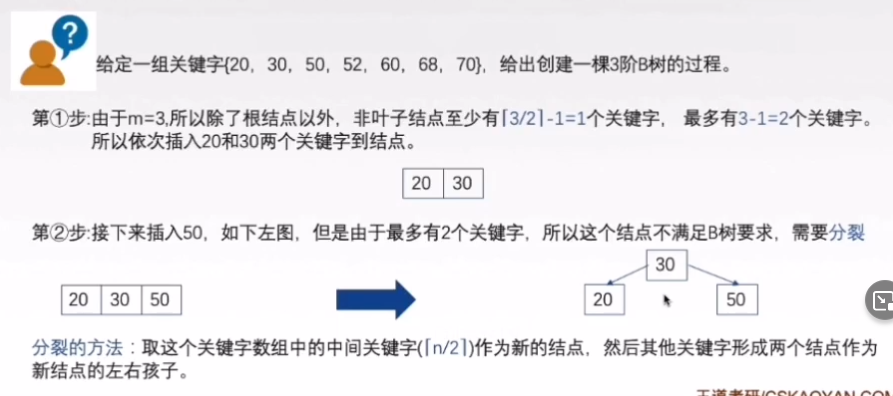 ?
给定一组关键字{20，30，50，52，60，68，70}，给出创建一棵3阶B树的过程。
第①步:由于m=3,所以除了根结点以外，非叶子结点至少有⌈3/2⌉-1=1个关键字， 最多有3-1=2个关键字。
所以依次插入20和30两个关键字到结点。
20 30
第②步:接下来插入50，如下左图，但是由于最多有2个关键字，所以这个结点不满足B树要求，需要分裂
30
20 30 50
20 50
分裂的方法：取这个关键字数组中的中间关键字(⌈n/2⌉)作为新的结点，然后其他关键字形成两个结点作为
新结点的左右孩子。
王道考研/CSKAOYAN.COM